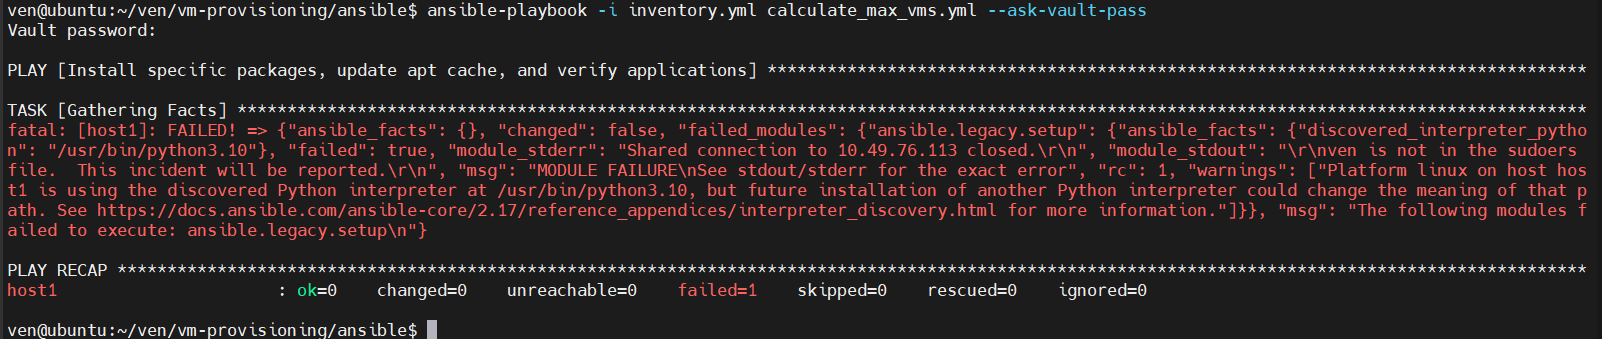 ven@ubuntu:~/ven/vm-provisioning/ansible$ ansible-playbook -i inventory.yml calculate_max_vms.yml --ask-vault-pass
Vault password:
PLAY [Install specific packages, update apt cache, and verify applications] **********************************************************************************
TASK [Gathering Facts] ***************************************************************************************************************************************
fatal: [host1]: FAILED! => {"ansible_facts": {}, "changed": false, "failed_modules": {"ansible.legacy.setup": {"ansible_facts": {"discovered_interpreter_pytho
n": "/usr/bin/python3.10"}, "failed": true, "module_stderr": "Shared connection to 10.49.76.113 closed.\r\n", "module_stdout": "\r\nven is not in the sudoers
file.  This incident will be reported.\r\n", "msg": "MODULE FAILURE\nSee stdout/stderr for the exact error", "rc": 1, "warnings": ["Platform linux on host hos
t1 is using the discovered Python interpreter at /usr/bin/python3.10, but future installation of another Python interpreter could change the meaning of that p
ath. See https://docs.ansible.com/ansible-core/2.17/reference_appendices/interpreter_discovery.html for more information."]}}, "msg": "The following modules f
ailed to execute: ansible.legacy.setup\n"}
PLAY RECAP ***************************************************************************************************************************************************
host1                      : ok=0    changed=0    unreachable=0    failed=1    skipped=0    rescued=0    ignored=0
ven@ubuntu:~/ven/vm-provisioning/ansible$